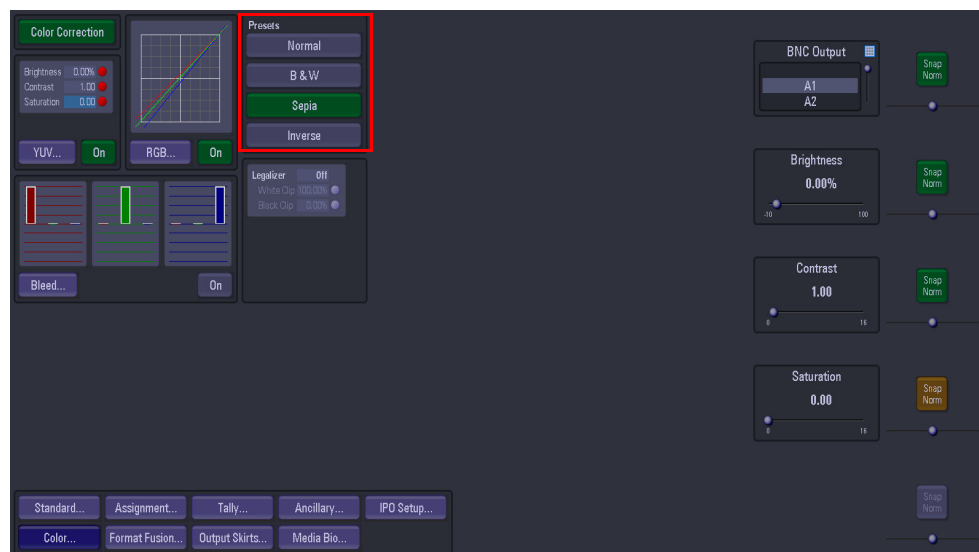 Color Correction
Brightness 0.00%
Contrast 1.00
Saturation 0.00
YUV... On
RGB... On
Presets
Normal
B & W
Sepia
Inverse
Legalizer Off
White Clip 100.00%
Black Clip 0.00%
Bleed... On
BNC Output
A1
A2
Snap
Norm
Brightness
0.00%
-10 100
Snap
Norm
Contrast
1.00
0 16
Snap
Norm
Saturation
0.00
0 16
Snap
Norm
Snap
Norm
Standard... Assignment... Tally... Ancillary... IPO Setup...
Color... Format Fusion... Output Skirts... Media Bio...